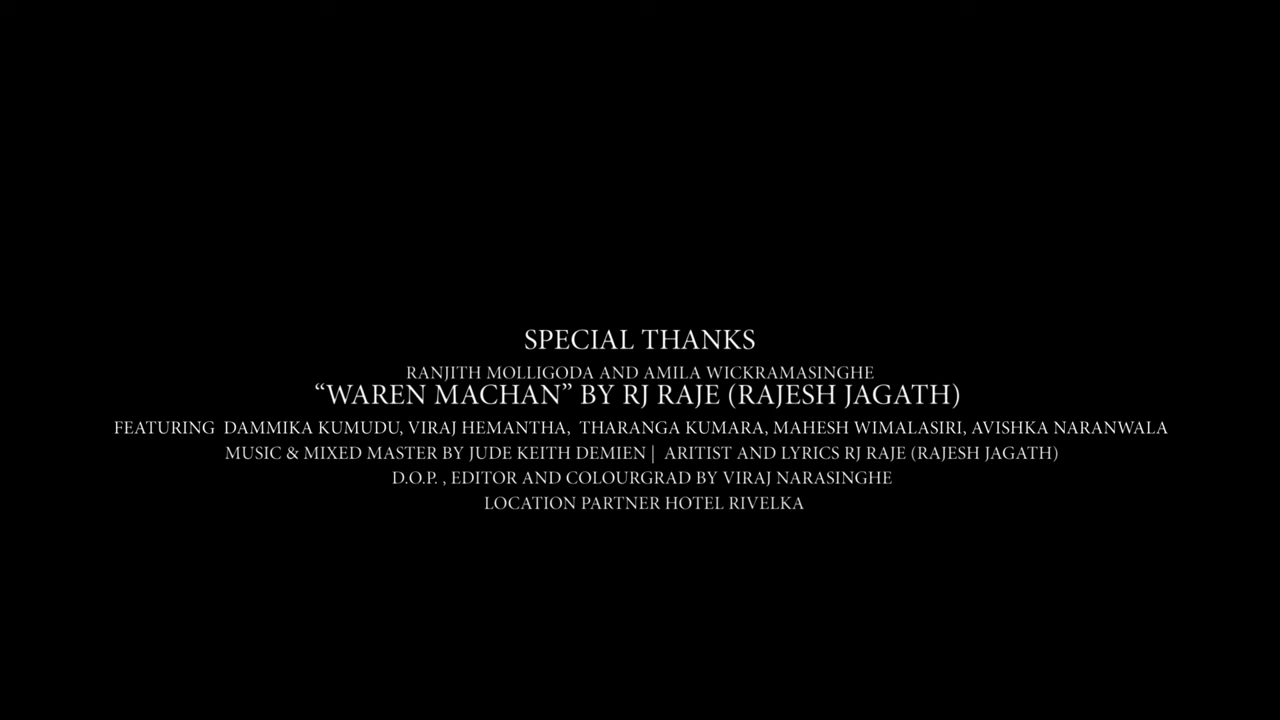 SPECIAL THANKS
RANJITH MOLLIGODA AND AMILA WICKRAMASINGHE
“WAREN MACHAN” BY RJ RAJE (RAJESH JAGATH)
FEATURING DAMMIKA KUMUDU, VIRAJ HEMANTHA, THARANGA KUMARA, MAHESH WIMALASIRI, AVISHKA NARANWALA
MUSIC & MIXED MASTER BY JUDE KEITH DEMIEN | ARITIST AND LYRICS RJ RAJE (RAJESH JAGATH)
D.O.P. , EDITOR AND COLOURGRAD BY VIRAJ NARASINGHE
LOCATION PARTNER HOTEL RIVELKA